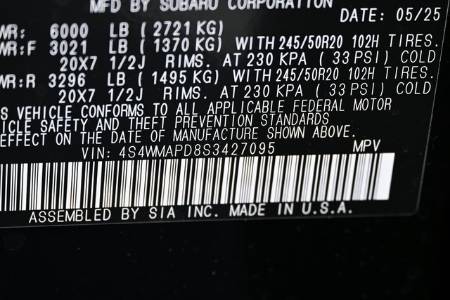 MFD BY SUBARU CORPORATION
DATE: 05/25
WR: 6000 LB (2721 KG)
WR:F 3021 LB (1370 KG) WITH 245/50R20 102H TIRES.
20X7 1/2J RIMS. AT 230 KPA (33 PSI) COLD
WR:R 3296 LB (1495 KG) WITH 245/50R20 102H TIRES.
20X7 1/2J RIMS. AT 230 KPA (33 PSI) COLD
S VEHICLE CONFORMS TO ALL APPLICABLE FEDERAL MOTOR
HICLE SAFETY AND THEFT PREVENTION STANDARDS
EFFECT ON THE DATE OF MANUFACTURE SHOWN ABOVE.
VIN: 4S4WMAPD8S3427095 MPV
ASSEMBLED BY SIA INC. MADE IN U.S.A.